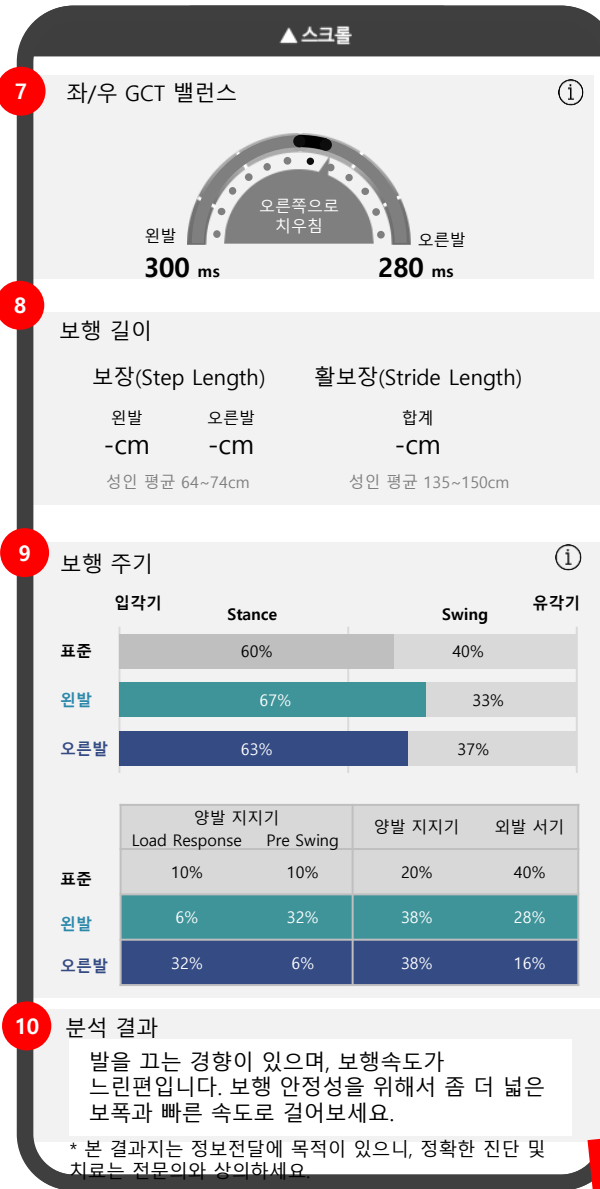 ▲ 스크롤
7
좌/우 GCT 밸런스
i
오른쪽으로
치우침
왼발
오른발
300 ms
280 ms
8
보행 길이
보장(Step Length)
활보장(Stride Length)
왼발
오른발
합계
-cm
-cm
-cm
성인 평균 64~74cm
성인 평균 135~150cm
9
보행 주기
i
입각기
Stance
Swing
유각기
표준
60%
40%
왼발
67%
33%
오른발
63%
37%
양발 지지기
Load Response
Pre Swing
양발 지지기
외발 서기
표준
10%
10%
20%
40%
왼발
6%
32%
38%
28%
오른발
32%
6%
38%
16%
10
분석 결과
발을 끄는 경향이 있으며, 보행속도가
느린편입니다. 보행 안정성을 위해서 좀 더 넓은
보폭과 빠른 속도로 걸어보세요.
* 본 결과지는 정보전달에 목적이 있으니, 정확한 진단 및
치료는 전문의와 상의하세요.